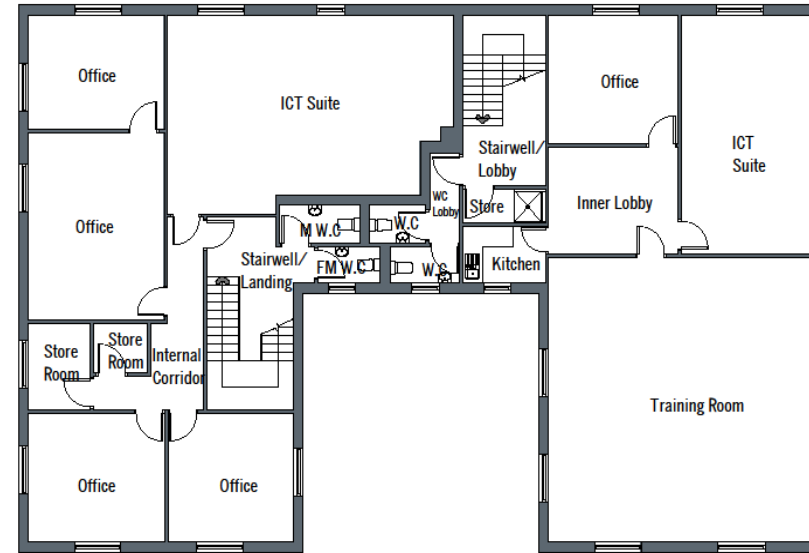 Office
ICT Suite
Office
ICT
Suite
Stairwell/
Lobby
Office
WC
Lobby
Store
Inner Lobby
M W.C
W.C
Stairwell/
Landing
FM W.C
W.C
Kitchen
Store
Room
Store
Room
Internal
Corridor
Training Room
Office
Office